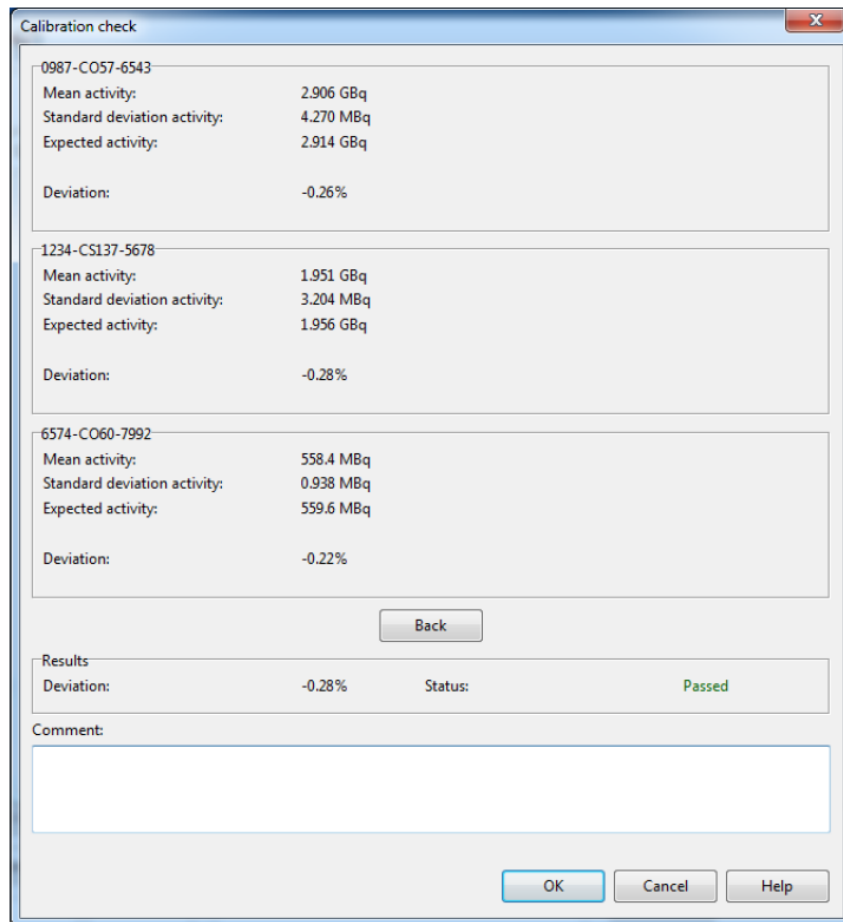 Calibration check
0987-CO57-6543
Mean activity: 2.906 GBq
Standard deviation activity: 4.270 MBq
Expected activity: 2.914 GBq
Deviation: -0.26%
1234-CS137-5678
Mean activity: 1.951 GBq
Standard deviation activity: 3.204 MBq
Expected activity: 1.956 GBq
Deviation: -0.28%
6574-CO60-7992
Mean activity: 558.4 MBq
Standard deviation activity: 0.938 MBq
Expected activity: 559.6 MBq
Deviation: -0.22%
Back
Results
Deviation: -0.28% Status: Passed
Comment:
OK Cancel Help